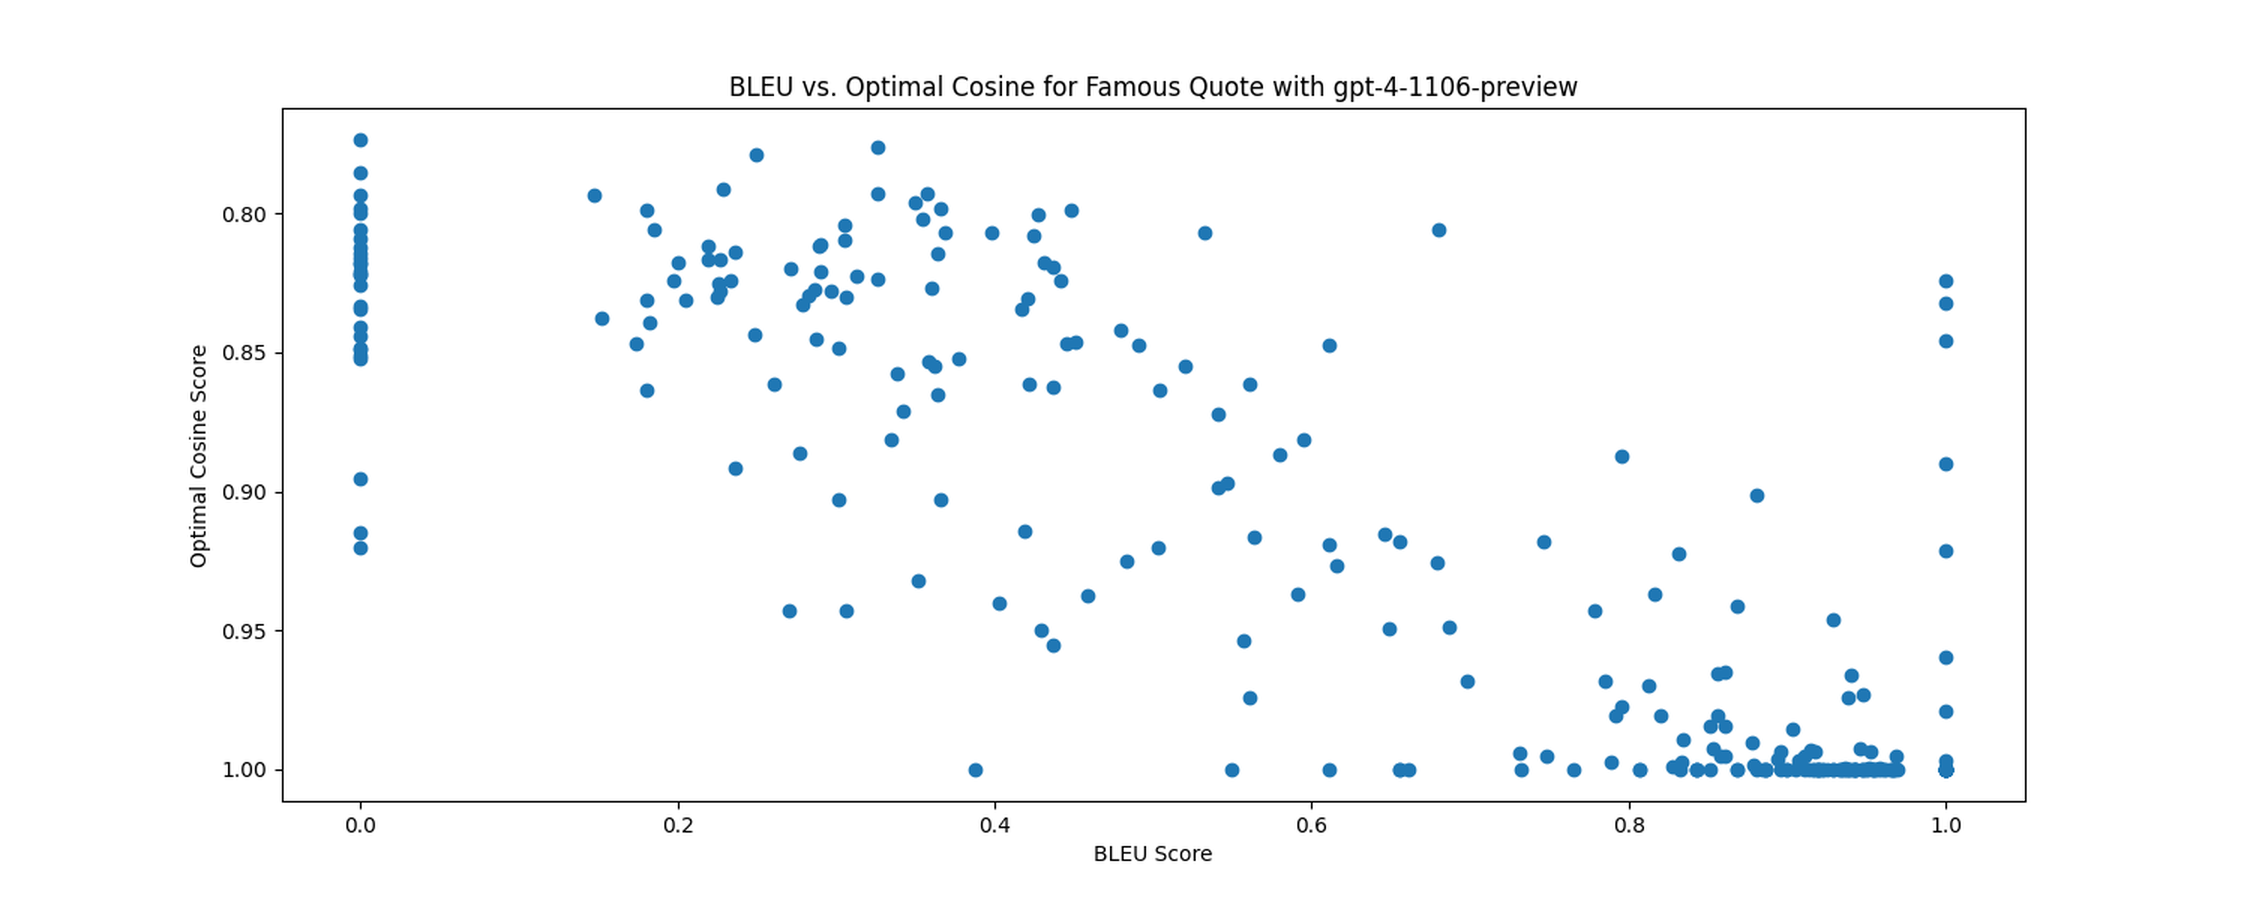 BLEU vs. Optimal Cosine for Famous Quote with gpt-4-1106-preview
Optimal Cosine Score
0.80
0.85
0.90
0.95
1.00
0.0 0.2 0.4 0.6 0.8 1.0
BLEU Score